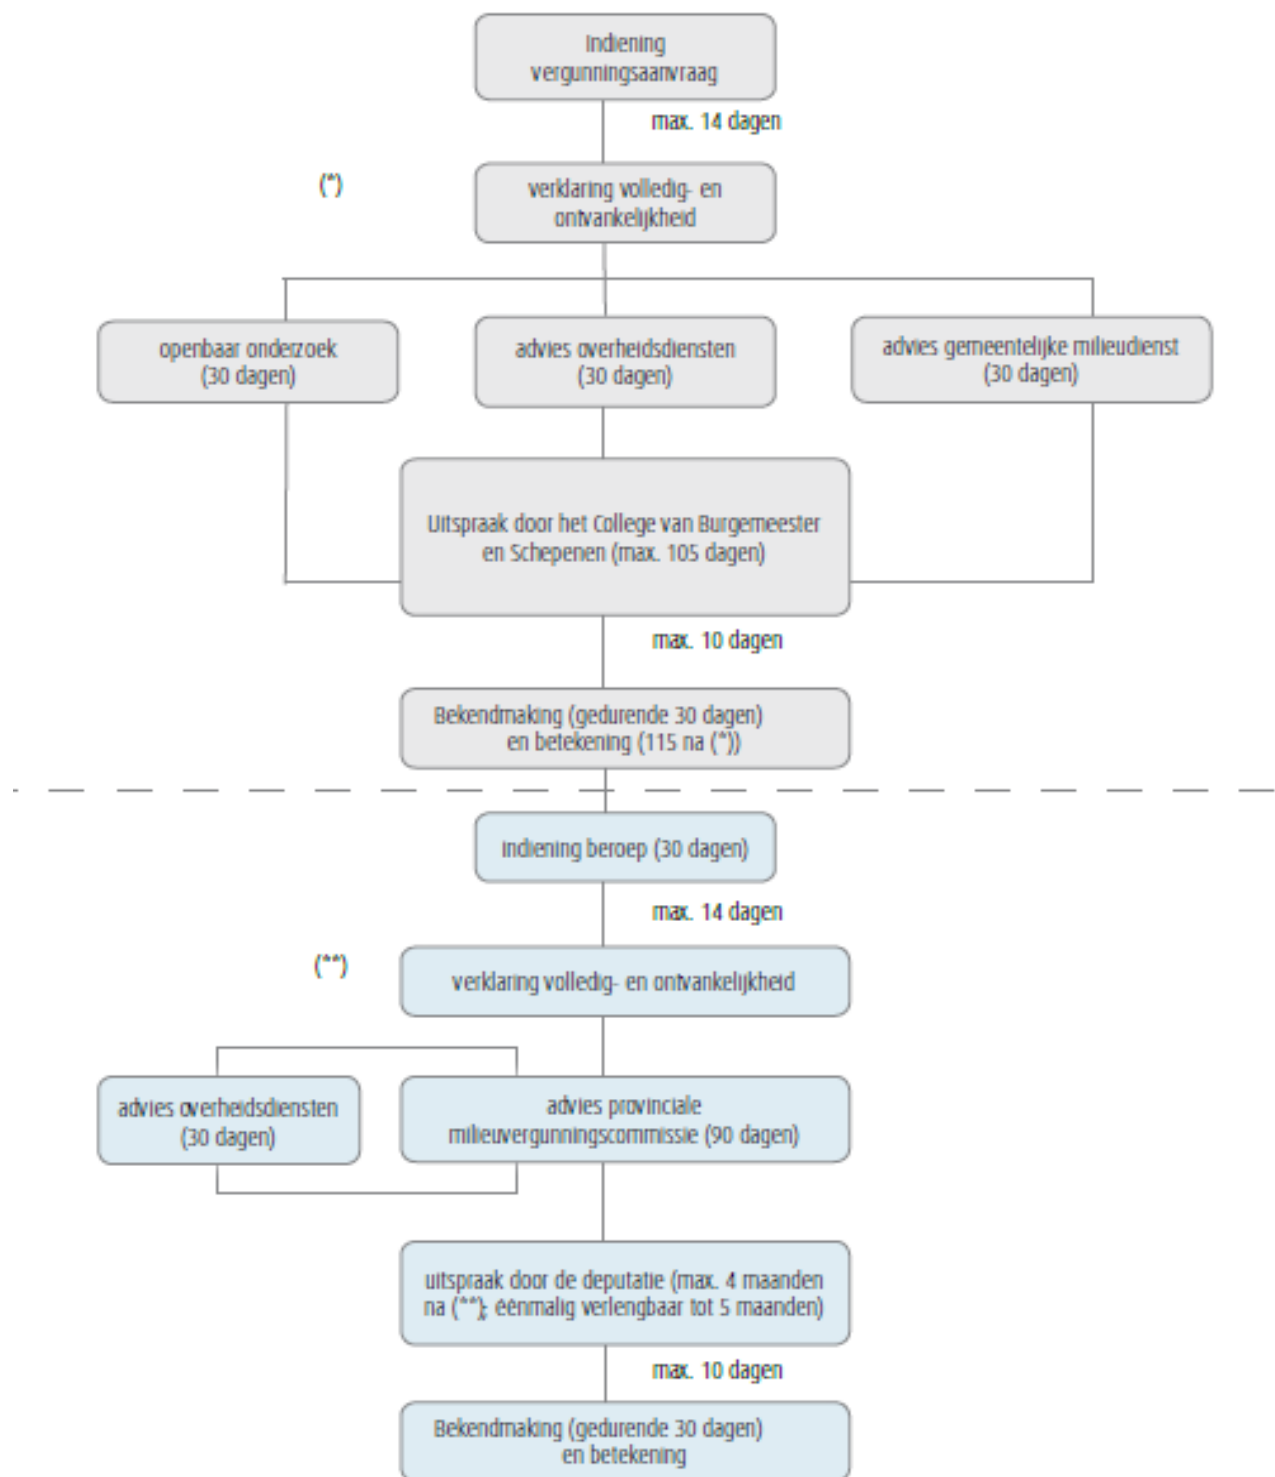 Indiening
vergunningsaanvraag
max. 14 dagen
(*)
verklaring volledig- en
ontvankelijkheid
openbaar onderzoek
(30 dagen)
advies overheidsdiensten
(30 dagen)
advies gemeentelijke milieudienst
(30 dagen)
Uitspraak door het College van Burgemeester
en Schepenen (max. 105 dagen)
max. 10 dagen
Bekendmaking (gedurende 30 dagen)
en betekening (115 na (*))
indiening beroep (30 dagen)
max. 14 dagen
(**)
verklaring volledig- en ontvankelijkheid
advies overheidsdiensten
(30 dagen)
advies provinciale
milieuvergunningscommissie (90 dagen)
uitspraak door de deputatie (max. 4 maanden
na (**); éénmalig verlengbaar tot 5 maanden)
max. 10 dagen
Bekendmaking (gedurende 30 dagen)
en betekening